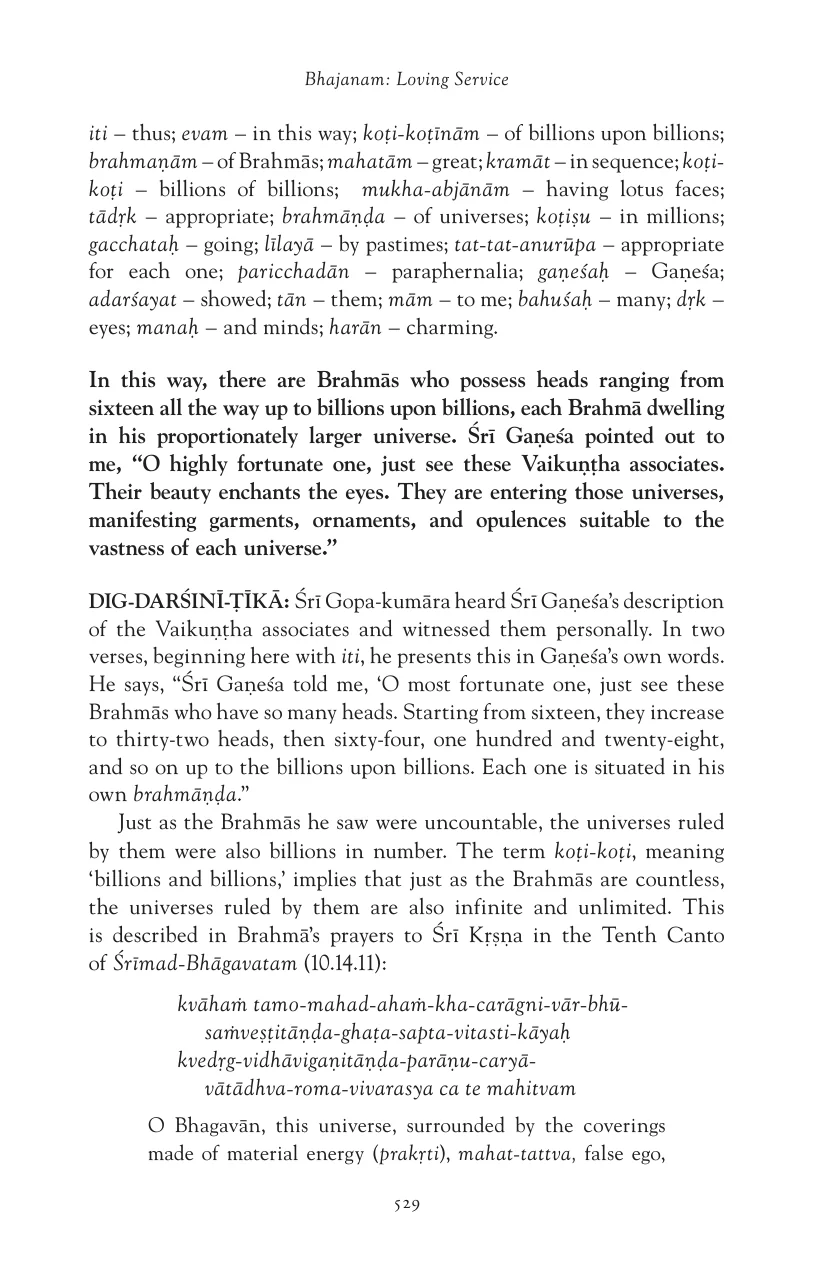 Bhajanam: Loving Service
iti – thus; evam – in this way; koṭi-koṭīnām – of billions upon billions;
brahmaṇām – of Brahmās; mahatām – great; kramāt – in sequence; koṭi-
koṭi – billions of billions; mukha-abjānām – having lotus faces;
tādṛk – appropriate; brahmāṇḍa – of universes; koṭiṣu – in millions;
gacchataḥ – going; līlayā – by pastimes; tat-tat-anurūpa – appropriate
for each one; paricchadān – paraphernalia; gaṇeśaḥ – Gaṇeśa;
adarśayat – showed; tān – them; mām – to me; bahuśaḥ – many; dṛk –
eyes; manaḥ – and minds; harān – charming.
In this way, there are Brahmās who possess heads ranging from
sixteen all the way up to billions upon billions, each Brahmā dwelling
in his proportionately larger universe. Śrī Gaṇeśa pointed out to
me, “O highly fortunate one, just see these Vaikuṇṭha associates.
Their beauty enchants the eyes. They are entering those universes,
manifesting garments, ornaments, and opulences suitable to the
vastness of each universe.”
DIG-DARŚINĪ-ṬĪKĀ: Śrī Gopa-kumāra heard Śrī Gaṇeśa’s description
of the Vaikuṇṭha associates and witnessed them personally. In two
verses, beginning here with iti, he presents this in Gaṇeśa’s own words.
He says, “Śrī Gaṇeśa told me, ‘O most fortunate one, just see these
Brahmās who have so many heads. Starting from sixteen, they increase
to thirty-two heads, then sixty-four, one hundred and twenty-eight,
and so on up to the billions upon billions. Each one is situated in his
own brahmāṇḍa.”
Just as the Brahmās he saw were uncountable, the universes ruled
by them were also billions in number. The term koṭi-koṭi, meaning
‘billions and billions,’ implies that just as the Brahmās are countless,
the universes ruled by them are also infinite and unlimited. This
is described in Brahmā’s prayers to Śrī Kṛṣṇa in the Tenth Canto
of Śrīmad-Bhāgavatam (10.14.11):
kvāhaṁ tamo-mahad-ahaṁ-kha-carāgni-vār-bhū-
saṁveṣṭitāṇḍa-ghaṭa-sapta-vitasti-kāyaḥ
kvedṛg-vidhāvigaṇitāṇḍa-parāṇu-caryā-
vātādhva-roma-vivarasya ca te mahitvam
O Bhagavān, this universe, surrounded by the coverings
made of material energy (prakṛti), mahat-tattva, false ego,
529